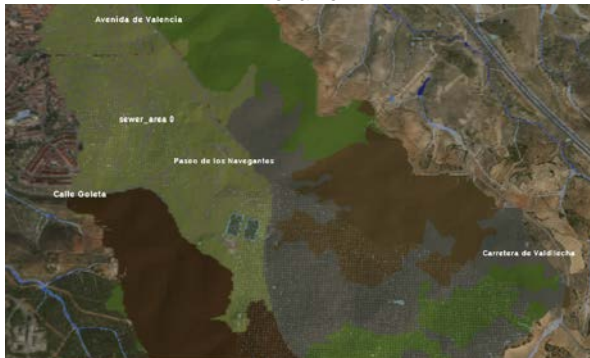 Avenida de Valencia
sewer_area 0
Paseo de los Navegantes
Calle Goleta
Carretera de Valdilecha